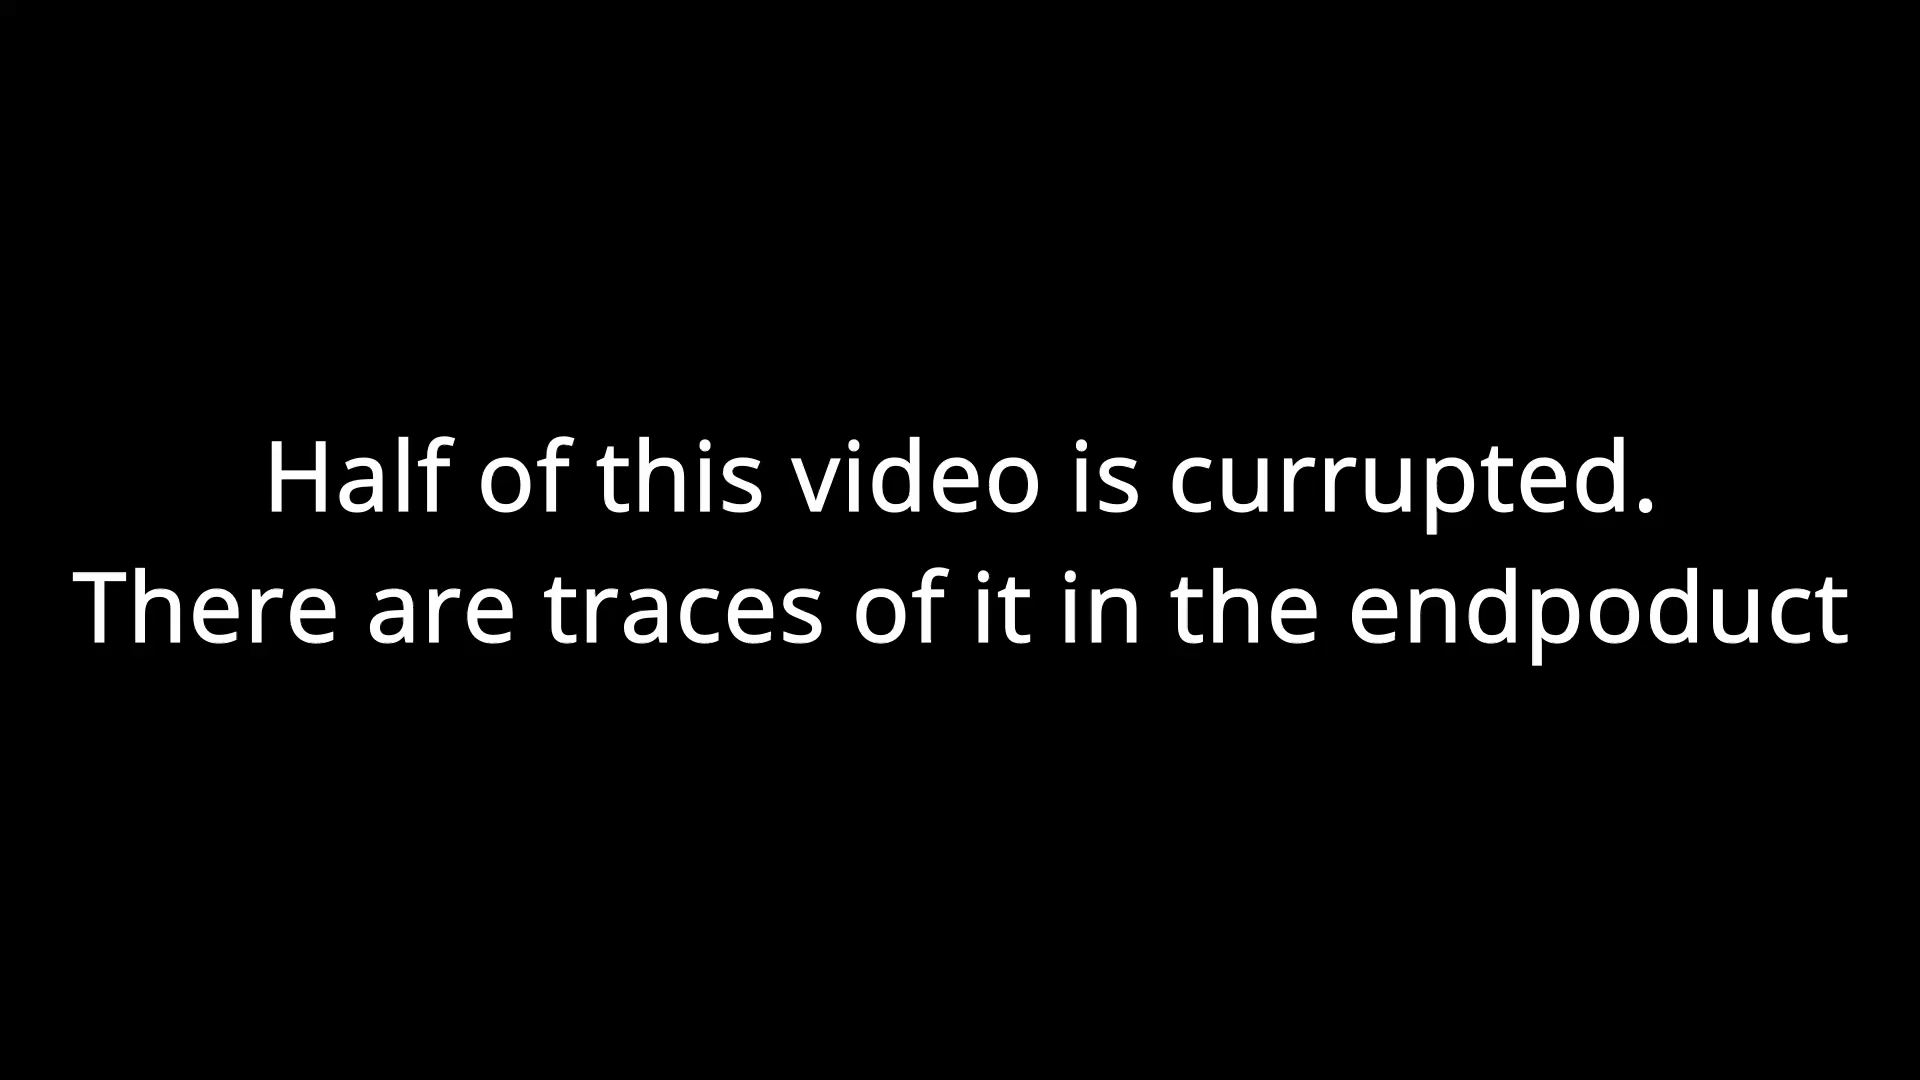 Half of this video is currupted.
There are traces of it in the endpoduct